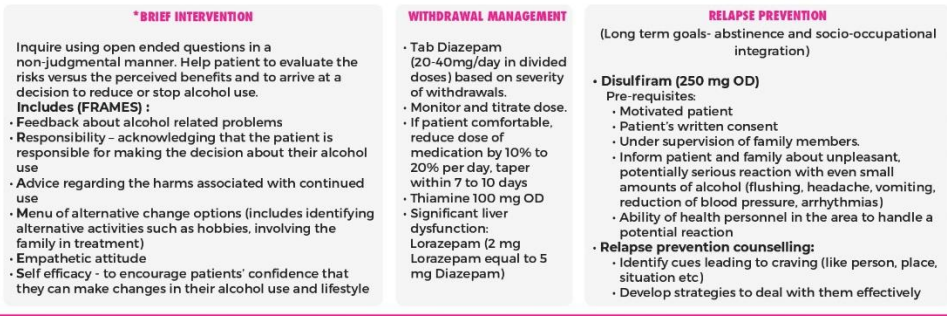 *BRIEF INTERVENTION
Inquire using open ended questions in a
non-judgmental manner. Help patient to evaluate the
risks versus the perceived benefits and to arrive at a
decision to reduce or stop alcohol use.
Includes (FRAMES) :
• Feedback about alcohol related problems
• Responsibility – acknowledging that the patient is
responsible for making the decision about their alcohol
use
• Advice regarding the harms associated with continued
use
• Menu of alternative change options (includes identifying
alternative activities such as hobbies, involving the
family in treatment)
• Empathetic attitude
• Self efficacy - to encourage patients' confidence that
they can make changes in their alcohol use and lifestyle
WITHDRAWAL MANAGEMENT
• Tab Diazepam
(20-40mg/day in divided
doses) based on severity
of withdrawals.
• Monitor and titrate dose.
• If patient comfortable,
reduce dose of
medication by 10% to
20% per day, taper
within 7 to 10 days
• Thiamine 100 mg OD
• Significant liver
dysfunction:
Lorazepam (2 mg
Lorazepam equal to 5
mg Diazepam)
RELAPSE PREVENTION
(Long term goals- abstinence and socio-occupational
integration)
• Disulfiram (250 mg OD)
Pre-requisites:
• Motivated patient
• Patient's written consent
• Under supervision of family members.
• Inform patient and family about unpleasant,
potentially serious reaction with even small
amounts of alcohol (flushing, headache, vomiting,
reduction of blood pressure, arrhythmias)
• Ability of health personnel in the area to handle a
potential reaction
• Relapse prevention counselling:
• Identify cues leading to craving (like person, place,
situation etc)
• Develop strategies to deal with them effectively